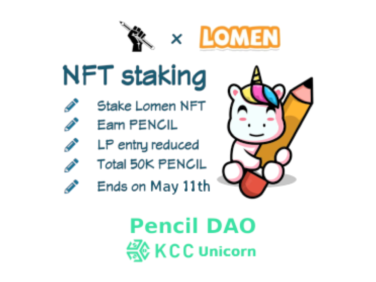 x LOMEN
NFT staking
Stake Lomen NFT
Earn PENCIL
LP entry reduced
Total 50K PENCIL
Ends on May 11th
Pencil DAO
KCC Unicorn